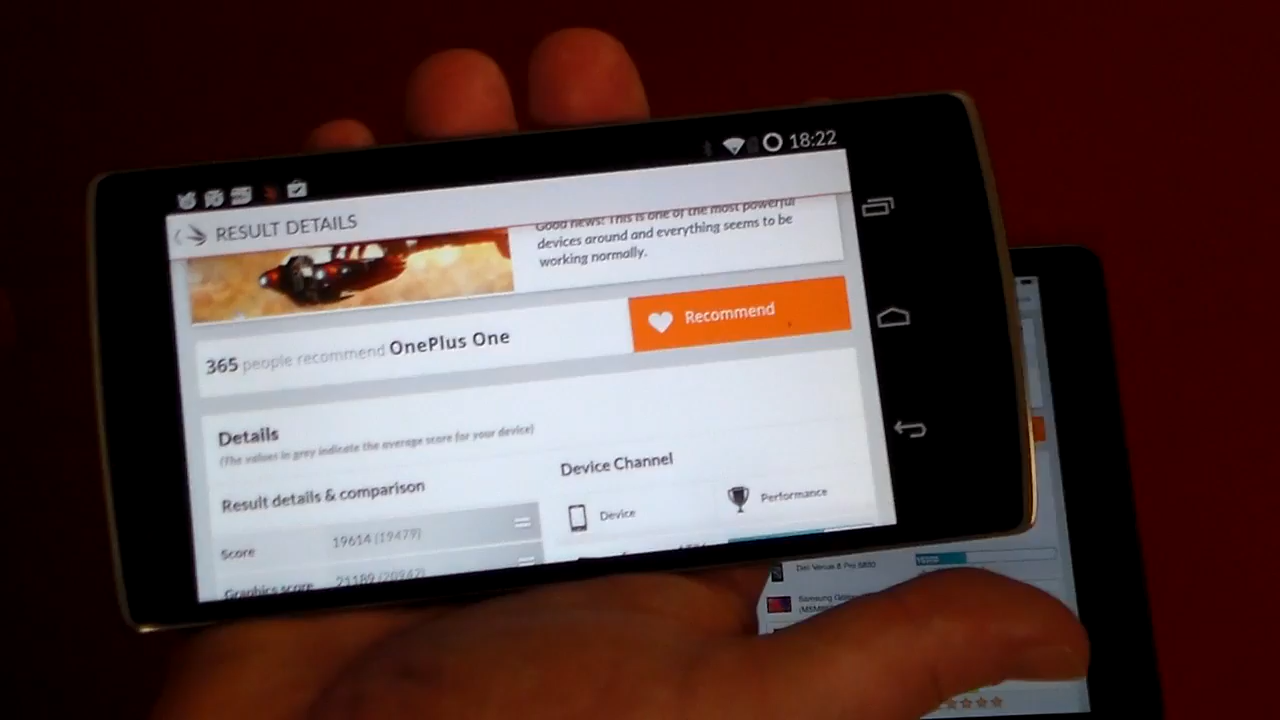 18:22
RESULT DETAILS
Good news! This is one of the most powerful
devices around and everything seems to be
working normally.
365 people recommend OnePlus One
Recommend
Details
(The values in grey indicate the average score for your device)
Result details & comparison
Device Channel
Device
Performance
Score 19614 (19479)
Graphics score 21189 (20942)
Dell Venue 8 Pro 5830
Samsung